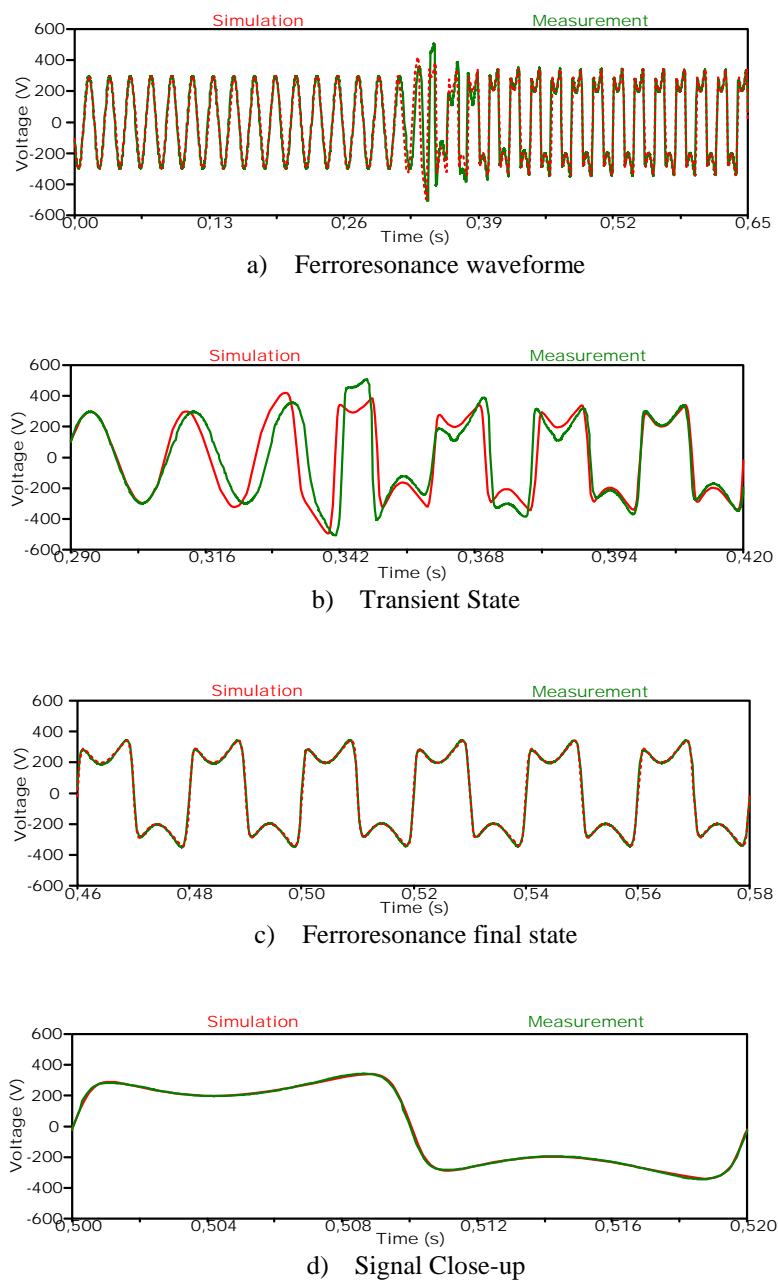 Simulation Measurement
600
400
200
0
-200
-400
-600
Voltage (V)
0,00 0,13 0,26 0,39 0,52 0,65
Time (s)
a) Ferroresonance waveforme
Simulation Measurement
600
400
200
0
-200
-400
-600
Voltage (V)
0,290 0,316 0,342 0,368 0,394 0,420
Time (s)
b) Transient State
Simulation Measurement
600
400
200
0
-200
-400
-600
Voltage (V)
0,46 0,48 0,50 0,52 0,54 0,56 0,58
Time (s)
c) Ferroresonance final state
Simulation Measurement
600
400
200
0
-200
-400
-600
Voltage (V)
0,500 0,504 0,508 0,512 0,516 0,520
Time (s)
d) Signal Close-up